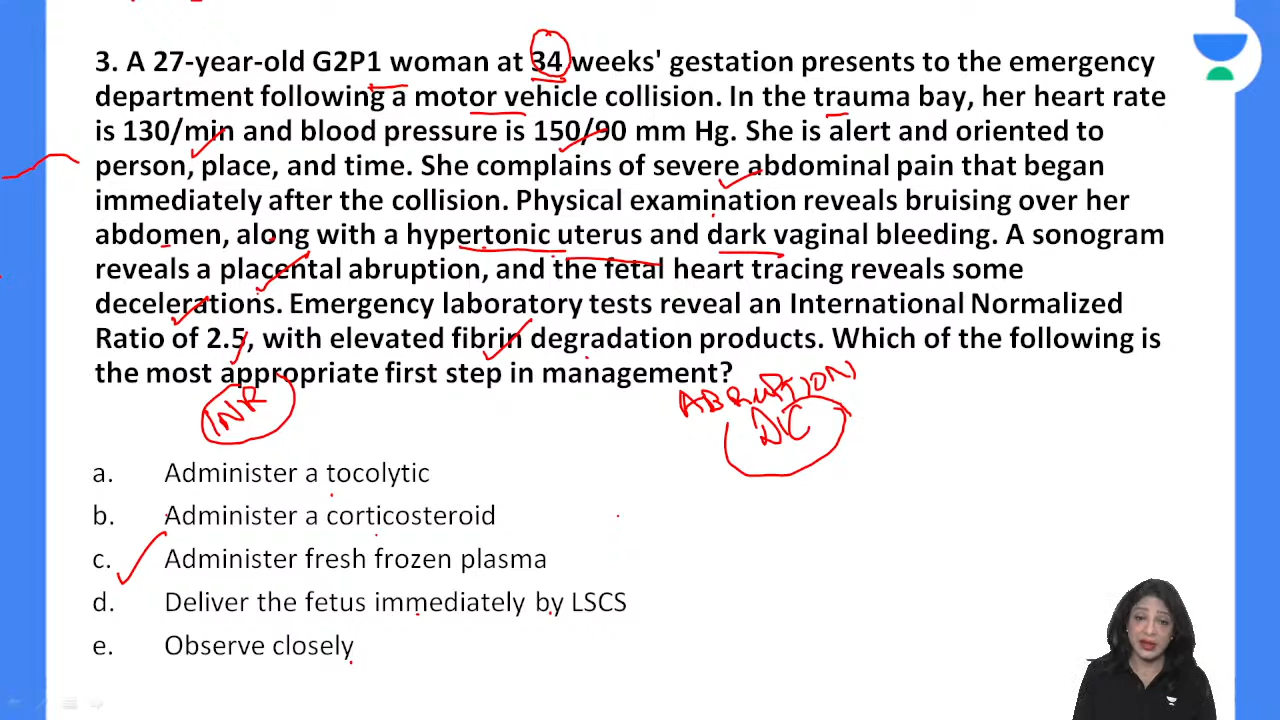 3. A 27-year-old G2P1 woman at 34 weeks' gestation presents to the emergency
department following a motor vehicle collision. In the trauma bay, her heart rate
is 130/min and blood pressure is 150/90 mm Hg. She is alert and oriented to
person, place, and time. She complains of severe abdominal pain that began
immediately after the collision. Physical examination reveals bruising over her
abdomen, along with a hypertonic uterus and dark vaginal bleeding. A sonogram
reveals a placental abruption, and the fetal heart tracing reveals some
decelerations. Emergency laboratory tests reveal an International Normalized
Ratio of 2.5, with elevated fibrin degradation products. Which of the following is
the most appropriate first step in management?
INR
ABRUPTION
DIC
a. Administer a tocolytic
b. Administer a corticosteroid
c. Administer fresh frozen plasma
d. Deliver the fetus immediately by LSCS
e. Observe closely